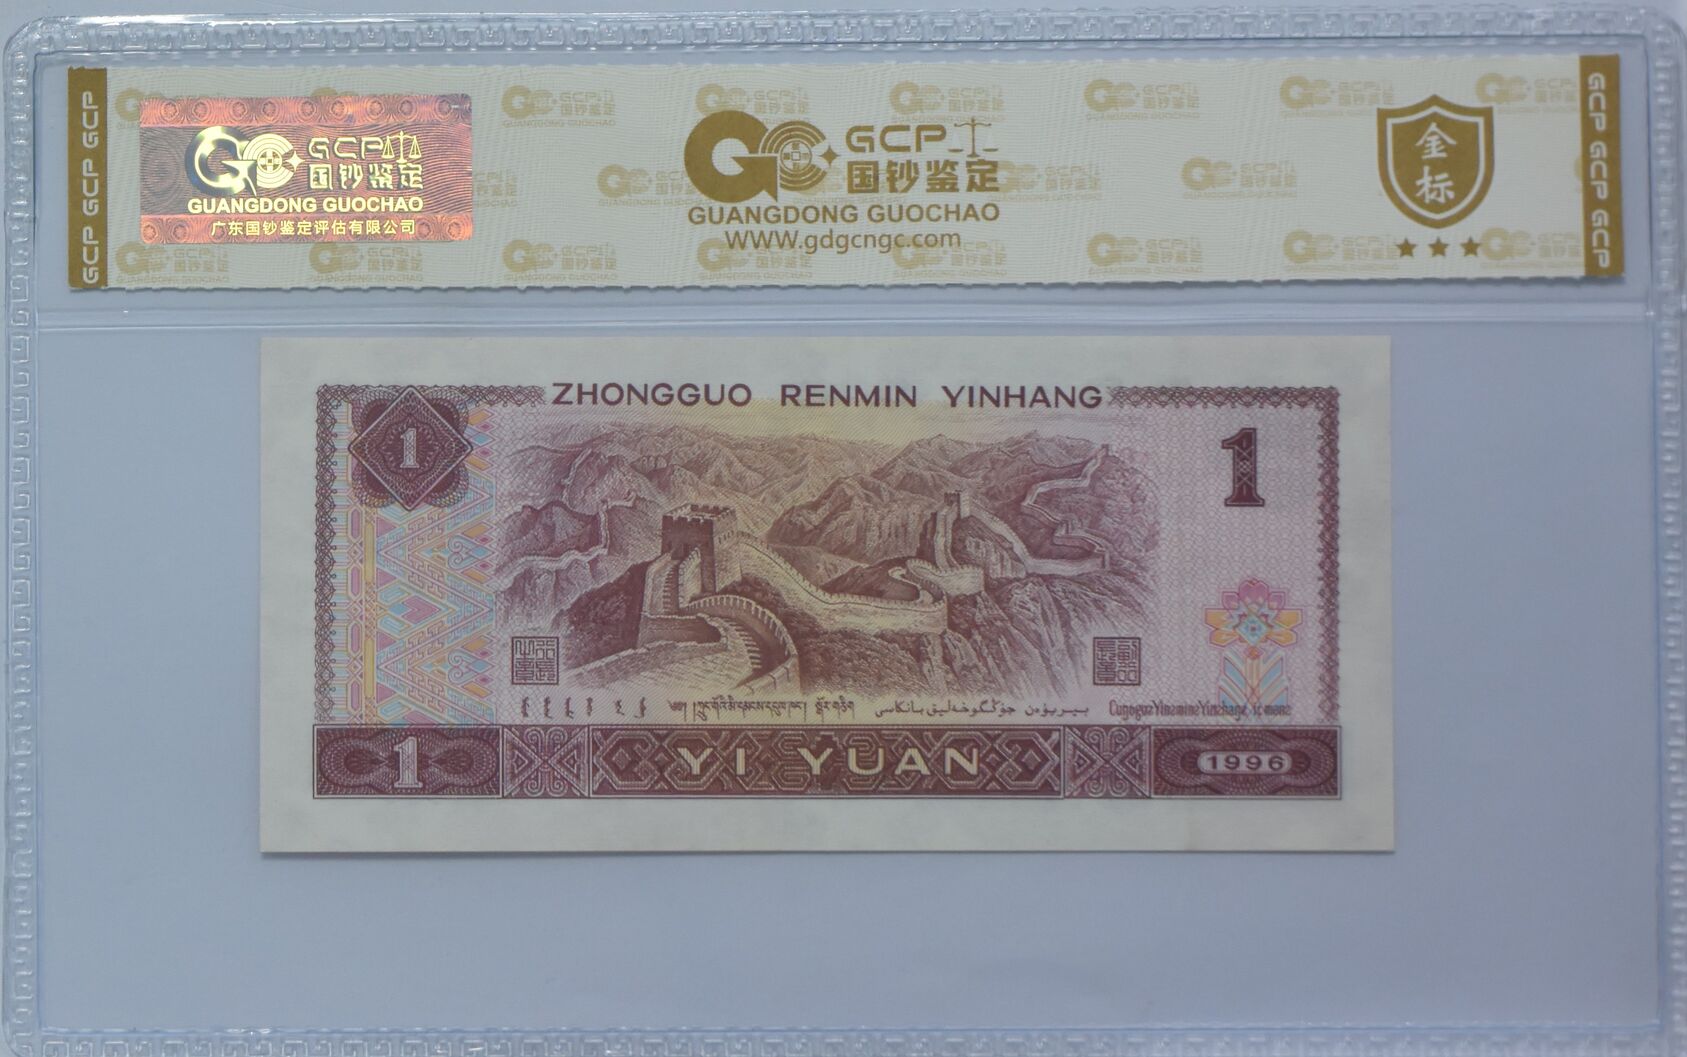 GCP GCP GCP
GCP
国钞鉴定
GUANGDONG GUOCHAO
广东国钞鉴定评估有限公司
GCP
国钞鉴定
GUANGDONG GUOCHAO
WWW.gdgcngc.com
金标
GCP GCP GCP
ZHONGGUO RENMIN YINHANG
1
1
1
YI YUAN
1996